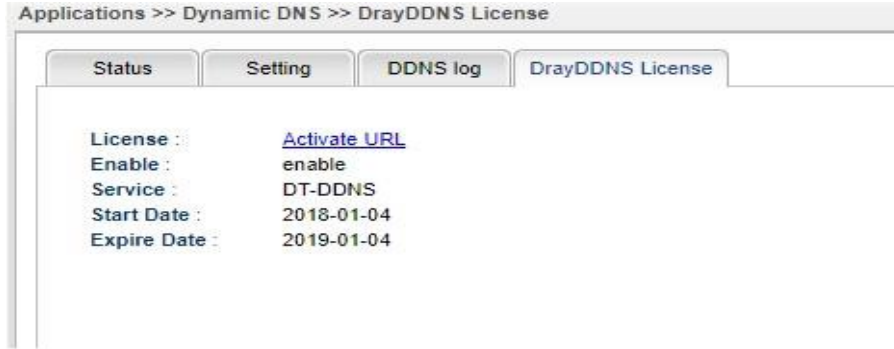 Applications >> Dynamic DNS >> DrayDDNS License
Status Setting DDNS log DrayDDNS License
License : Activate URL
Enable : enable
Service : DT-DDNS
Start Date : 2018-01-04
Expire Date : 2019-01-04